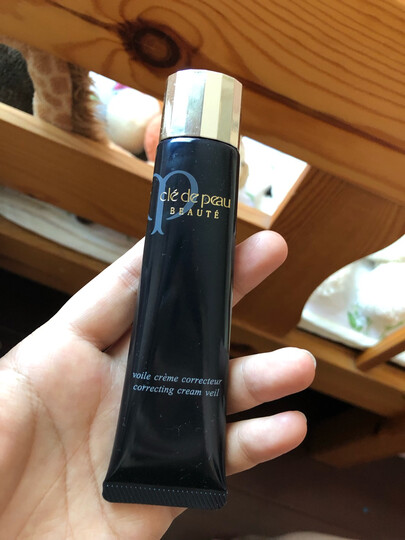 clé de peau
BEAUTÉ
voile crème correcteur
correcting cream veil